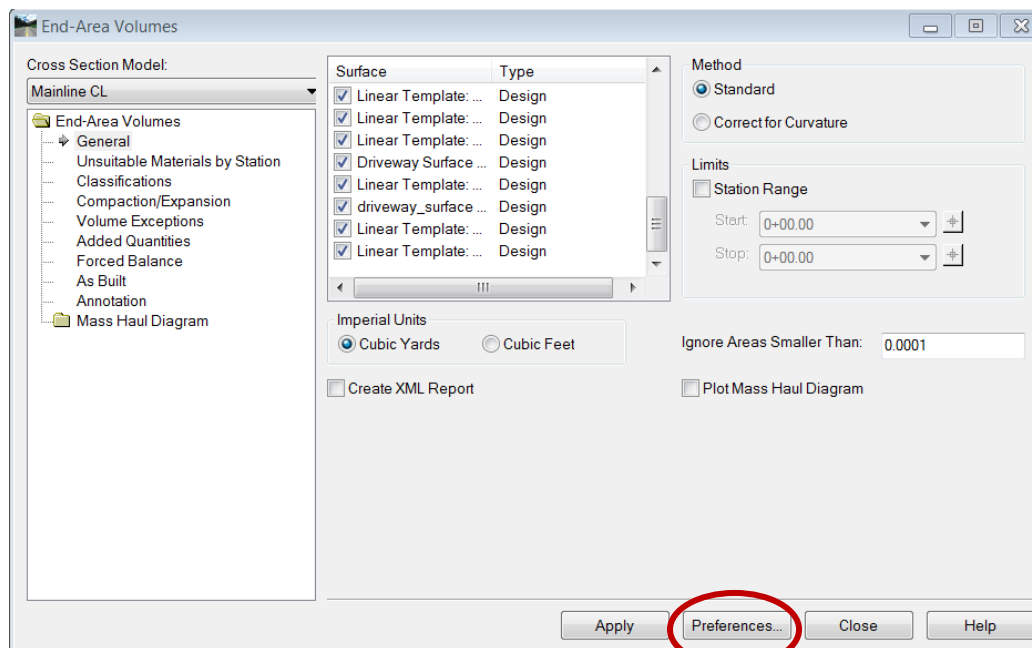 End-Area Volumes
Cross Section Model:
Mainline CL
End-Area Volumes
General
Unsuitable Materials by Station
Classifications
Compaction/Expansion
Volume Exceptions
Added Quantities
Forced Balance
As Built
Annotation
Mass Haul Diagram
Surface Type
Linear Template: ... Design
Linear Template: ... Design
Linear Template: ... Design
Driveway Surface ... Design
Linear Template: ... Design
driveway_surface ... Design
Linear Template: ... Design
Linear Template: ... Design
Imperial Units
Cubic Yards Cubic Feet
Create XML Report
Method
Standard
Correct for Curvature
Limits
Station Range
Start: 0+00.00
Stop: 0+00.00
Ignore Areas Smaller Than: 0.0001
Plot Mass Haul Diagram
Apply Preferences... Close Help